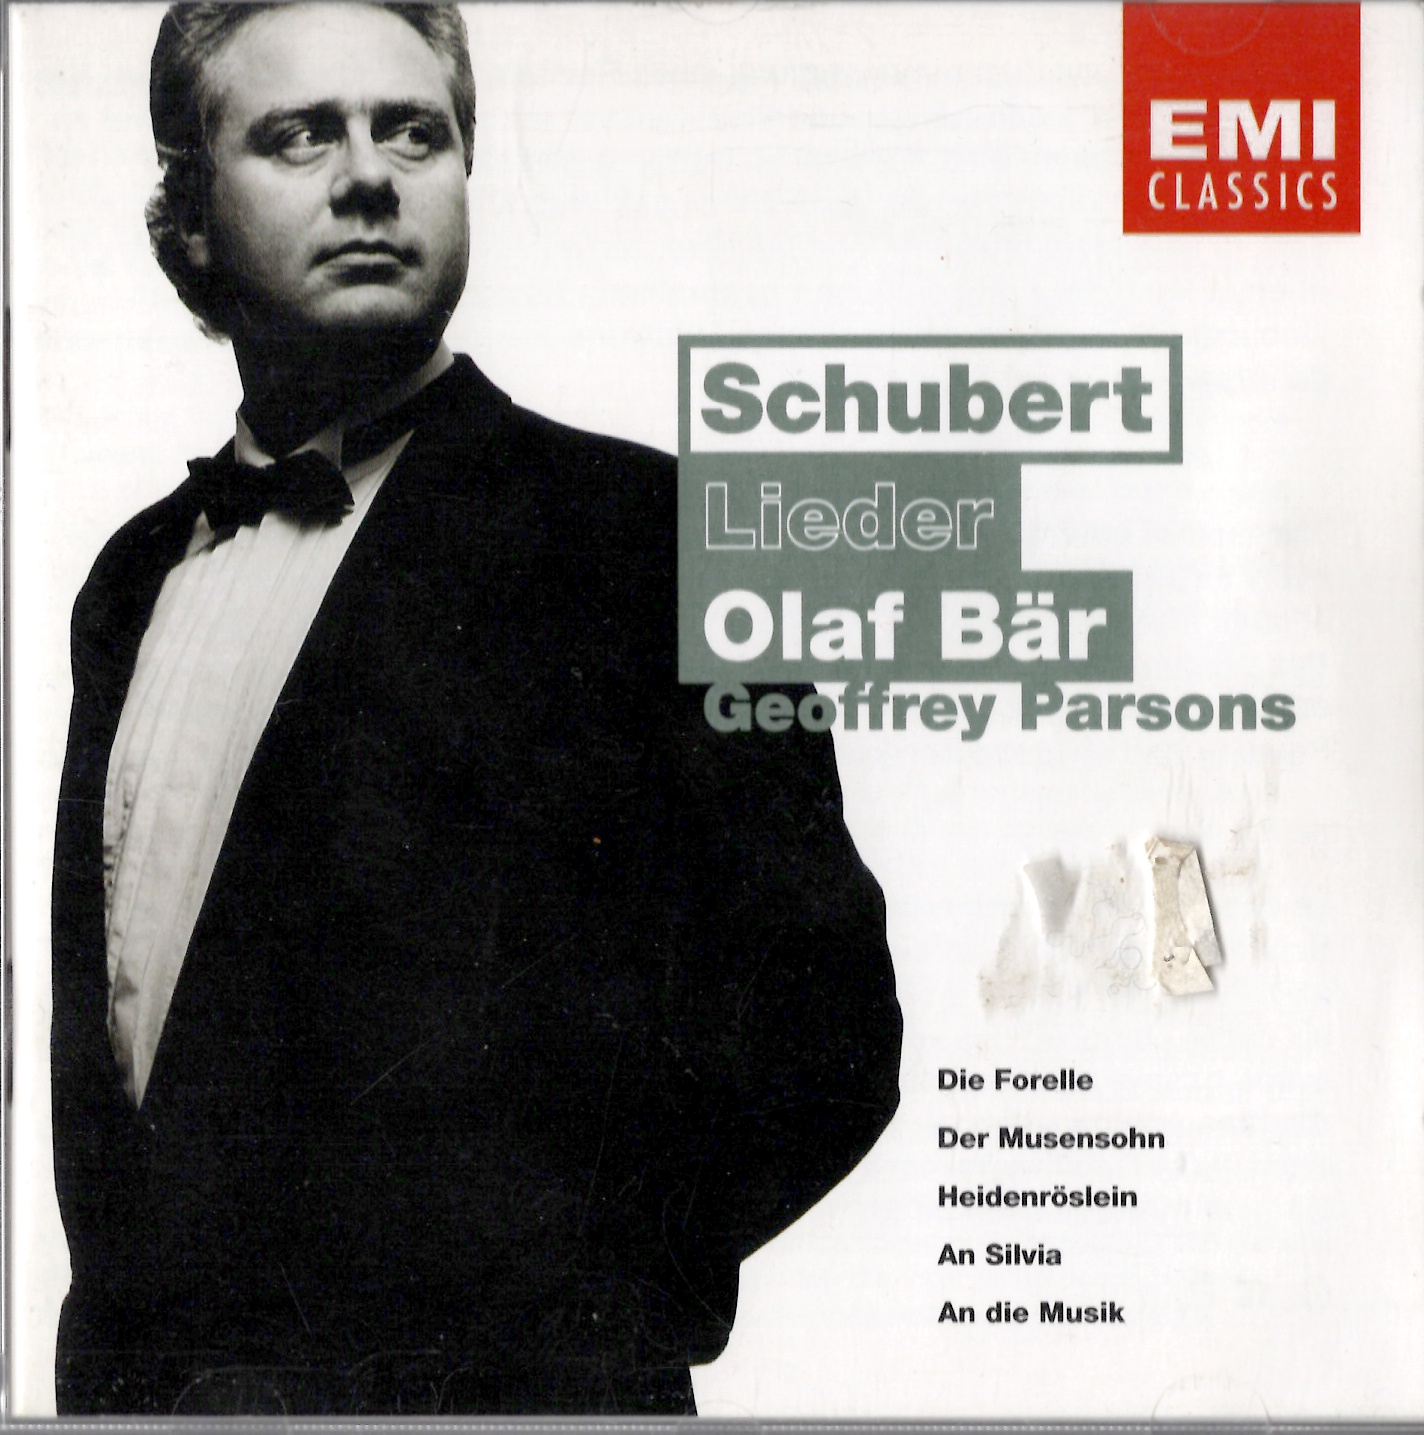 EMI
CLASSICS
Schubert
Lieder
Olaf Bär
Geoffrey Parsons
Die Forelle
Der Musensohn
Heidenröslein
An Silvia
An die Musik